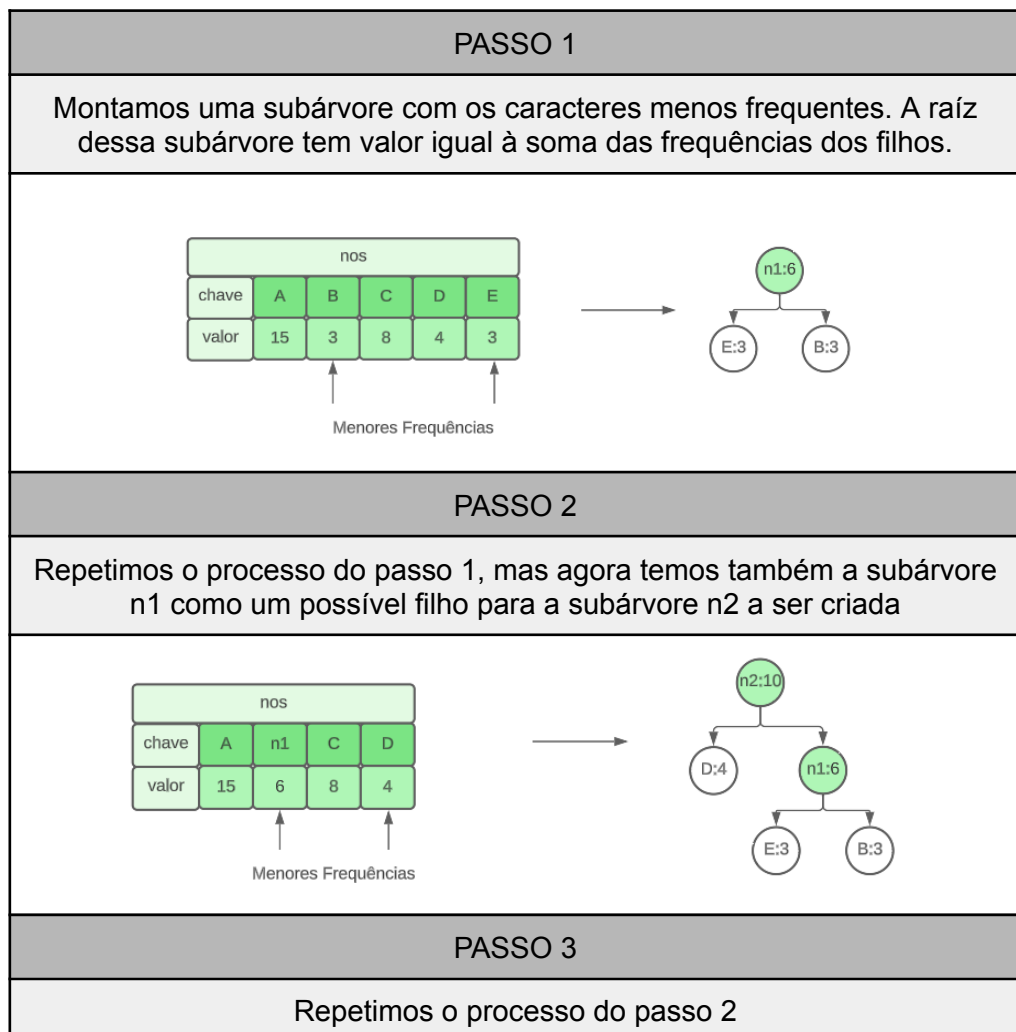 PASSO 1
Montamos uma subárvore com os caracteres menos frequentes. A raíz
dessa subárvore tem valor igual à soma das frequências dos filhos.
nos
chave A B C D E
valor 15 3 8 4 3
Menores Frequências
n1:6
E:3 B:3
PASSO 2
Repetimos o processo do passo 1, mas agora temos também a subárvore
n1 como um possível filho para a subárvore n2 a ser criada
nos
chave A n1 C D
valor 15 6 8 4
Menores Frequências
n2:10
D:4 n1:6
E:3 B:3
PASSO 3
Repetimos o processo do passo 2